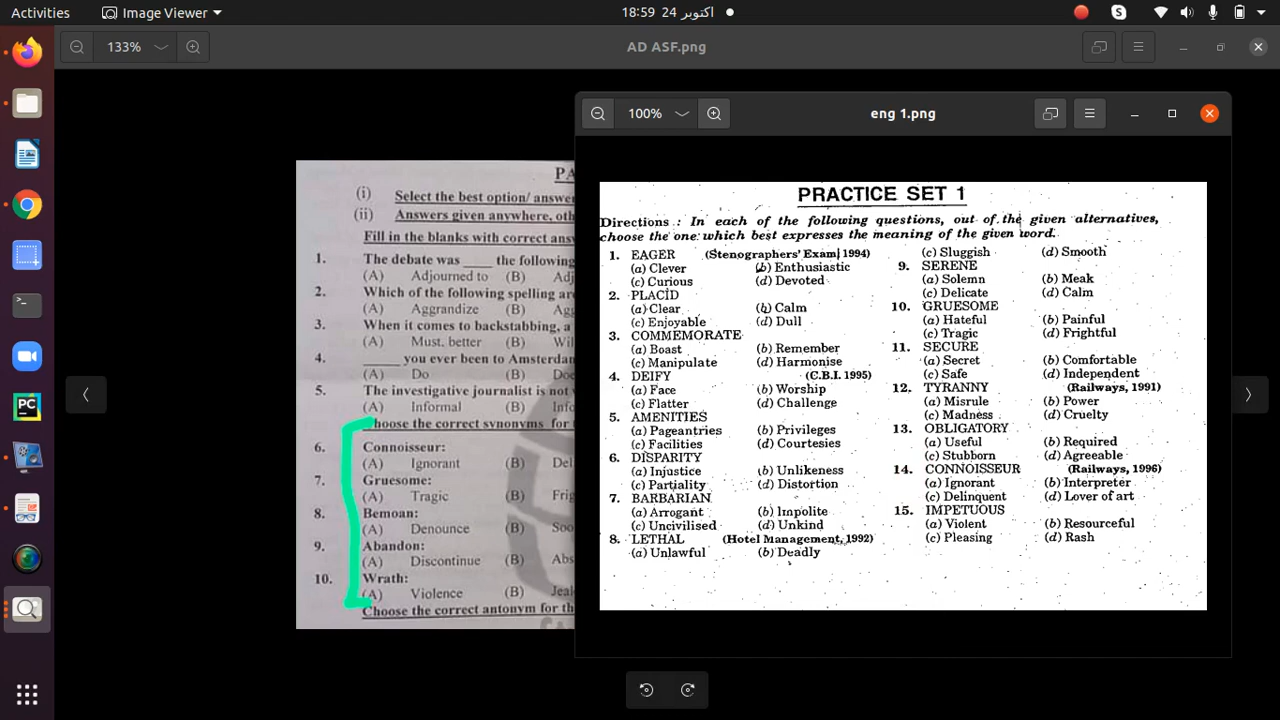 Activities
Image Viewer
18:59 24 اکتوبر
S
133%
AD ASF.png
100%
eng 1.png
PA
(i) Select the best option/ answer
(ii) Answers given anywhere, oth
Fill in the blanks with correct ans
1. The debate was ____ the following
(A) Adjourned to (B) Adj
2. Which of the following spelling are
(A) Aggrandize (B) Agg
3. When it comes to backstabbing, a
(A) Must, better (B) Wil
4. ____ you ever been to Amsterdam
(A) Do (B) Doe
5. The investigative journalist is not v
(A) Informal (B) Info
Choose the correct synonyms for t
6. Connoisseur:
(A) Ignorant (B) Deli
7. Gruesome:
(A) Tragic (B) Frig
8. Bemoan:
(A) Denounce (B) Soo
9. Abandon:
(A) Discontinue (B) Abs
10. Wrath:
(A) Violence (B) Jeal
Choose the correct antonym for th
PRACTICE SET 1
Directions : In each of the following questions, out of the given alternatives,
choose the one which best expresses the meaning of the given word.
1. EAGER (Stenographers' Exam, 1994)
(a) Clever (b) Enthusiastic
(c) Curious (d) Devoted
2. PLACID
(a) Clear (b) Calm
(c) Enjoyable (d) Dull
3. COMMEMORATE
(a) Boast (b) Remember
(c) Manipulate (d) Harmonise
4. DEIFY (C.B.I. 1995)
(a) Face (b) Worship
(c) Flatter (d) Challenge
5. AMENITIES
(a) Pageantries (b) Privileges
(c) Facilities (d) Courtesies
6. DISPARITY
(a) Injustice (b) Unlikeness
(c) Partiality (d) Distortion
7. BARBARIAN
(a) Arrogant (b) Impolite
(c) Uncivilised (d) Unkind
8. LETHAL (Hotel Management, 1992)
(a) Unlawful (b) Deadly
(c) Sluggish (d) Smooth
9. SERENE
(a) Solemn (b) Meak
(c) Delicate (d) Calm
10. GRUESOME
(a) Hateful (b) Painful
(c) Tragic (d) Frightful
11. SECURE
(a) Secret (b) Comfortable
(c) Safe (d) Independent
12. TYRANNY (Railways, 1991)
(a) Misrule (b) Power
(c) Madness (d) Cruelty
13. OBLIGATORY
(a) Useful (b) Required
(c) Stubborn (d) Agreeable
14. CONNOISSEUR (Railways, 1996)
(a) Ignorant (b) Interpreter
(c) Delinquent (d) Lover of art
15. IMPETUOUS
(a) Violent (b) Resourceful
(c) Pleasing (d) Rash